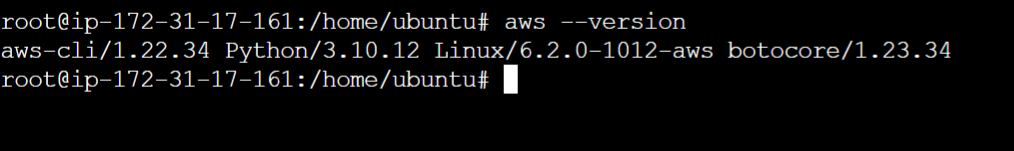 root@ip-172-31-17-161:/home/ubuntu# aws --version
aws-cli/1.22.34 Python/3.10.12 Linux/6.2.0-1012-aws botocore/1.23.34
root@ip-172-31-17-161:/home/ubuntu#